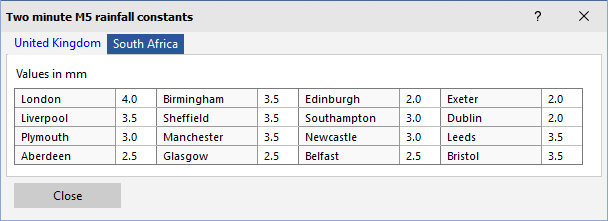 Two minute M5 rainfall constants ?
United Kingdom South Africa
Values in mm
London 4.0 Birmingham 3.5 Edinburgh 2.0 Exeter 2.0
Liverpool 3.5 Sheffield 3.5 Southampton 3.0 Dublin 2.0
Plymouth 3.0 Manchester 3.5 Newcastle 3.0 Leeds 3.5
Aberdeen 2.5 Glasgow 2.5 Belfast 2.5 Bristol 3.5
Close